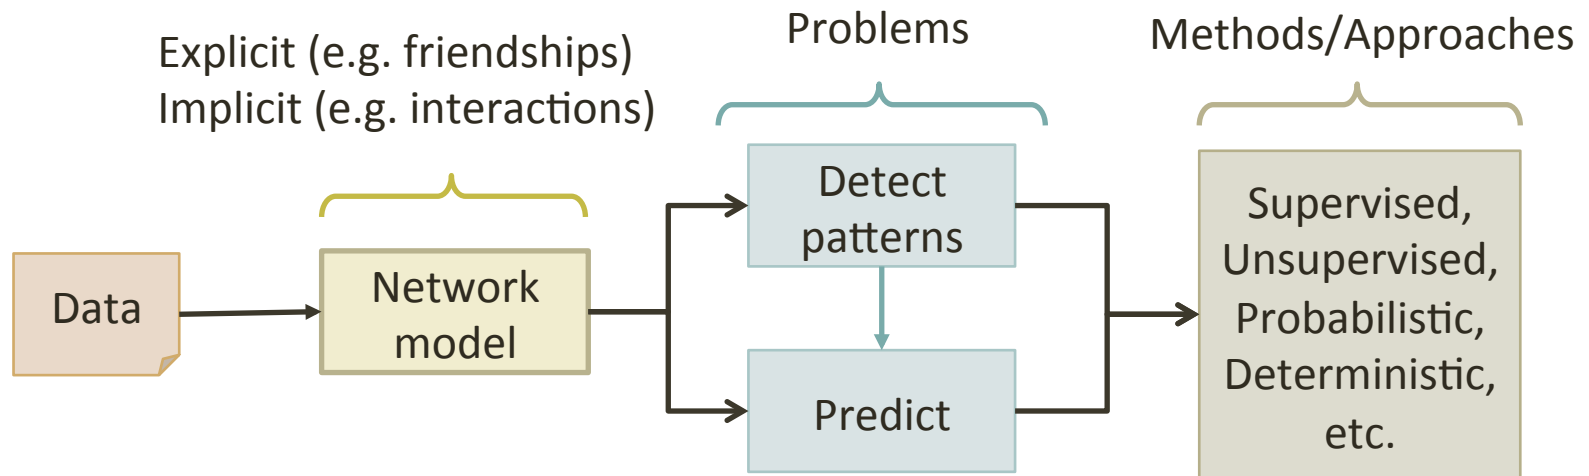 Explicit (e.g. friendships)
Implicit (e.g. interactions)
Problems
Methods/Approaches
Data
Network
model
Detect
patterns
Predict
Supervised,
Unsupervised,
Probabilistic,
Deterministic,
etc.